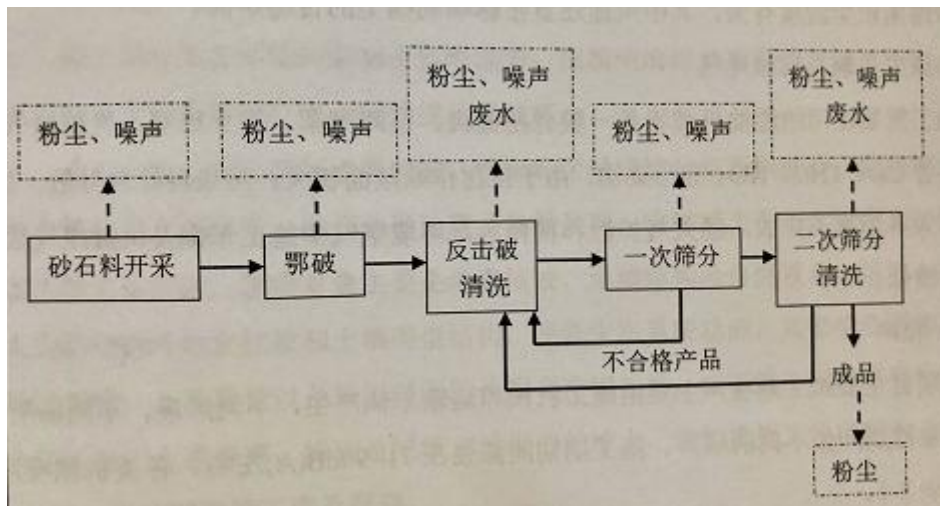 粉尘、噪声
废水
粉尘、噪声
废水
粉尘、噪声
粉尘、噪声
粉尘、噪声
砂石料开采
鄂破
反击破
清洗
一次筛分
二次筛分
清洗
不合格产品
成品
粉尘